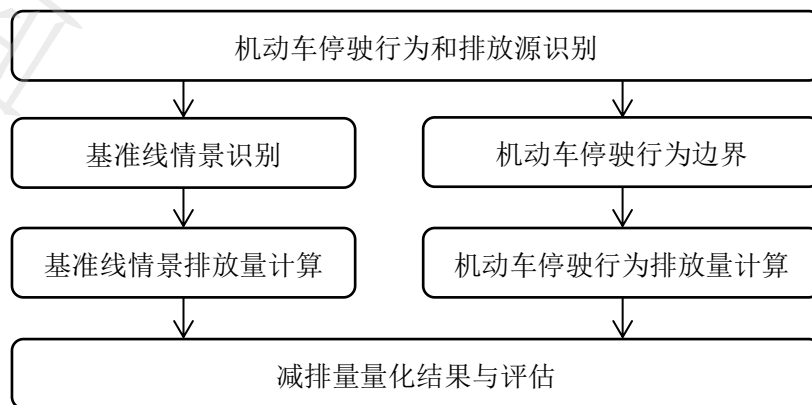 机动车停驶行为和排放源识别
基准线情景识别
机动车停驶行为边界
基准线情景排放量计算
机动车停驶行为排放量计算
减排量量化结果与评估